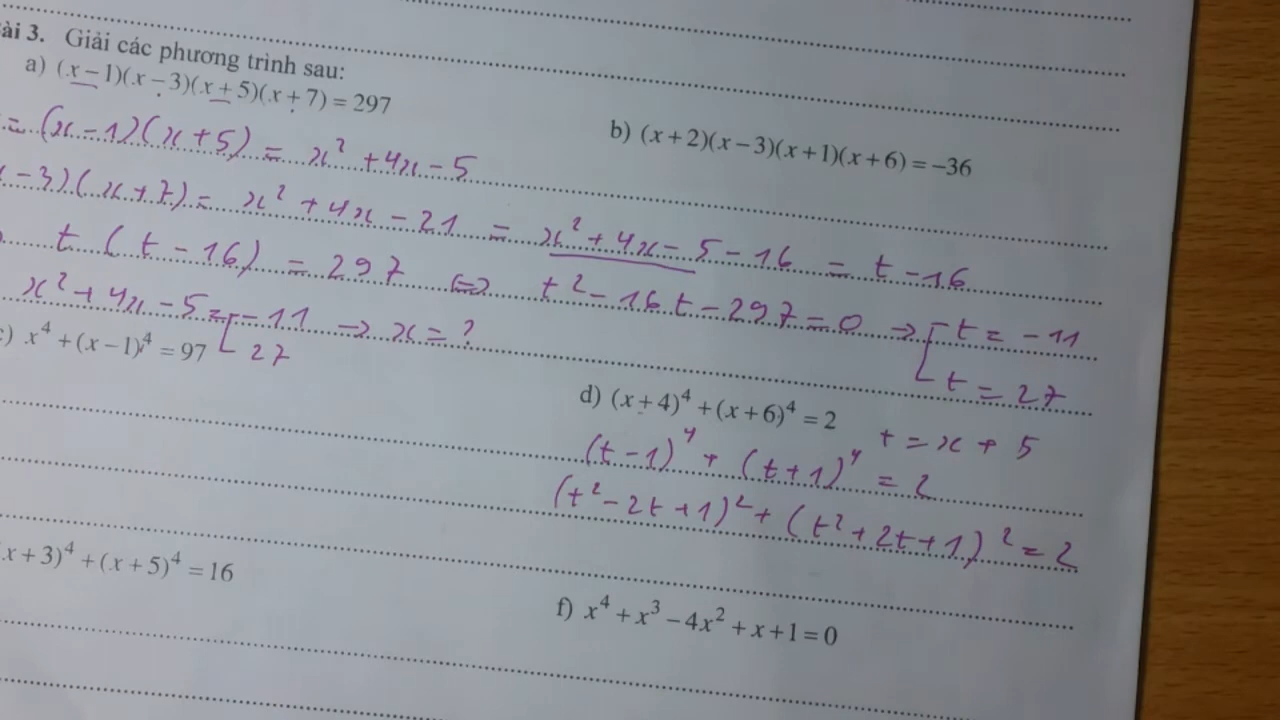 ài 3. Giải các phương trình sau:
a) (x – 1)(x – 3)(x + 5)(x + 7) = 297
b) (x + 2)(x – 3)(x + 1)(x + 6) = –36
= (x – 1)(x + 5) = x² + 4x – 5
– 3)(x + 7) = x² + 4x – 21 = x² + 4x – 5 – 16 = t – 16
t (t – 16) = 297 ⇔ t² – 16t – 297 = 0 → [ t = – 11
t = 27
x² + 4x – 5 = [ – 11 → x = ?
27
) x⁴ + (x – 1)⁴ = 97
d) (x + 4)⁴ + (x + 6)⁴ = 2
t = x + 5
(t – 1)⁴ + (t + 1)⁴ = 2
(t² – 2t + 1)² + (t² + 2t + 1)² = 2
x + 3)⁴ + (x + 5)⁴ = 16
f) x⁴ + x³ – 4x² + x + 1 = 0